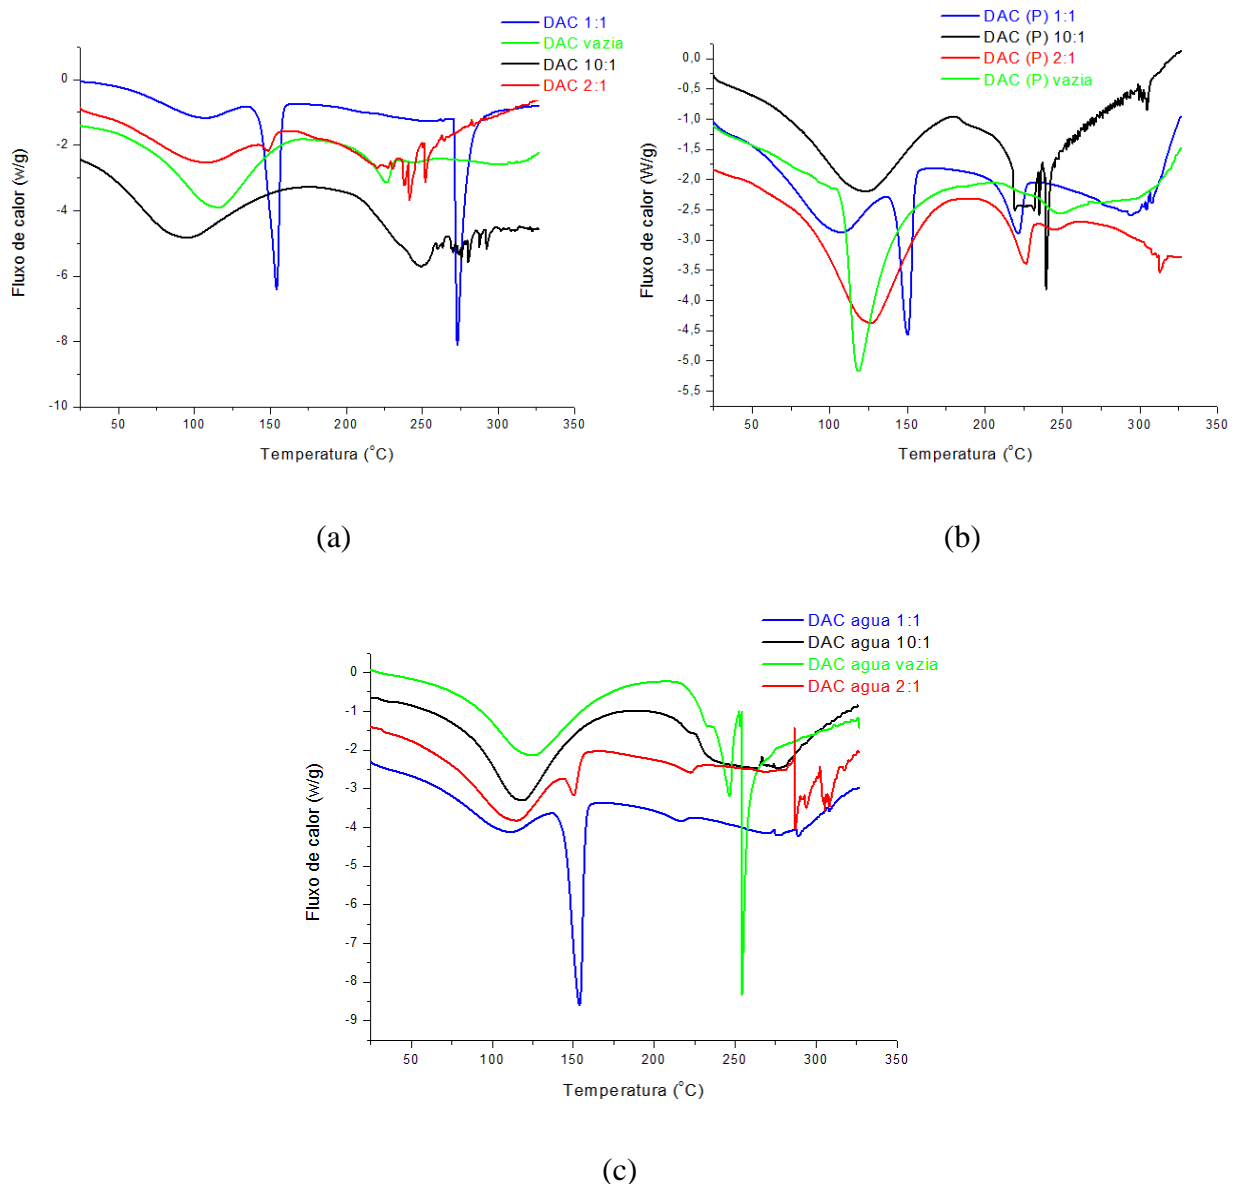 DAC 1:1
DAC vazia
DAC 10:1
DAC 2:1
0
-2
-4
-6
-8
-10
Fluxo de calor (w/g)
50 100 150 200 250 300 350
Temperatura (°C)
(a)
DAC (P) 1:1
DAC (P) 10:1
DAC (P) 2:1
DAC (P) vazia
0,0
-0,5
-1,0
-1,5
-2,0
-2,5
-3,0
-3,5
-4,0
-4,5
-5,0
-5,5
Fluxo de calor (W/g)
50 100 150 200 250 300 350
Temperatura (°C)
(b)
DAC agua 1:1
DAC agua 10:1
DAC agua vazia
DAC agua 2:1
0
-1
-2
-3
-4
-5
-6
-7
-8
-9
Fluxo de calor (w/g)
50 100 150 200 250 300 350
Temperatura (°C)
(c)